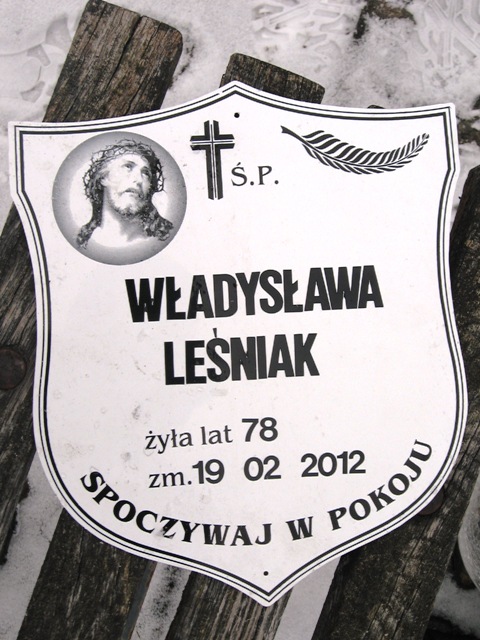 Ś.P.
WŁADYSŁAWA
LEŚNIAK
żyła lat 78
zm. 19 02 2012
SPOCZYWAJ W POKOJU